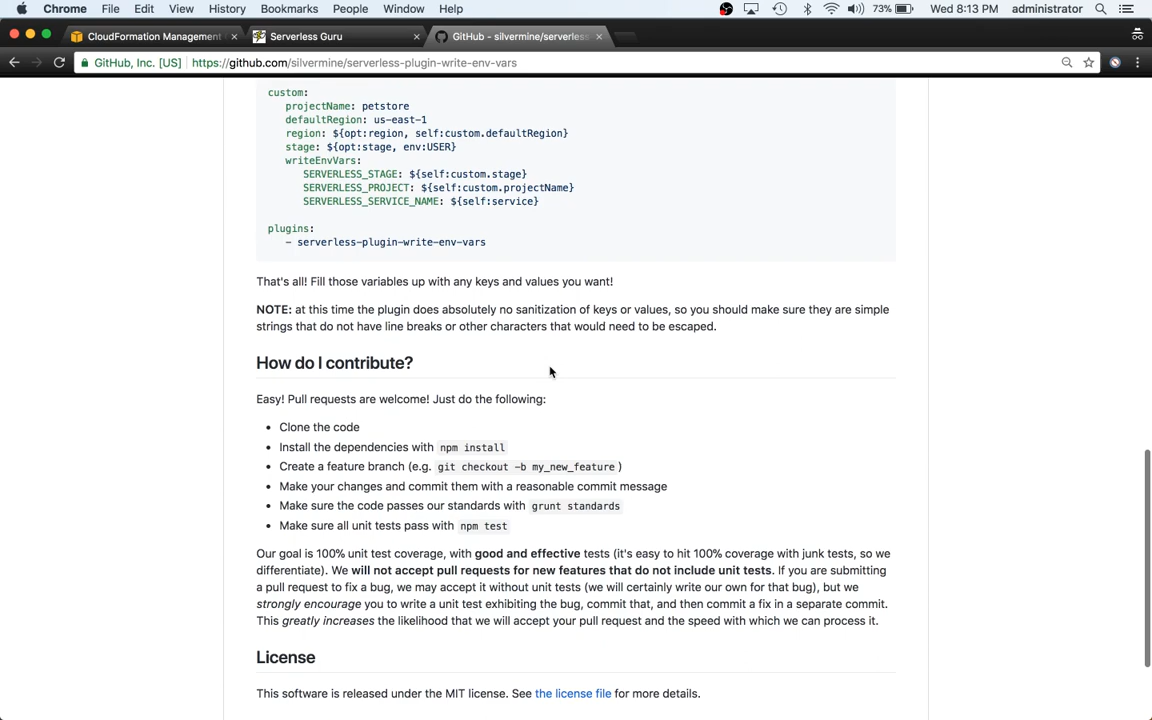 Chrome File Edit View History Bookmarks People Window Help 73% Wed 8:13 PM administrator
CloudFormation Management × Serverless Guru × GitHub - silvermine/serverless ×
GitHub, Inc. [US] https://github.com/silvermine/serverless-plugin-write-env-vars
custom:
projectName: petstore
defaultRegion: us-east-1
region: ${opt:region, self:custom.defaultRegion}
stage: ${opt:stage, env:USER}
writeEnvVars:
SERVERLESS_STAGE: ${self:custom.stage}
SERVERLESS_PROJECT: ${self:custom.projectName}
SERVERLESS_SERVICE_NAME: ${self:service}
plugins:
- serverless-plugin-write-env-vars
That's all! Fill those variables up with any keys and values you want!
NOTE: at this time the plugin does absolutely no sanitization of keys or values, so you should make sure they are simple
strings that do not have line breaks or other characters that would need to be escaped.
How do I contribute?
Easy! Pull requests are welcome! Just do the following:
• Clone the code
• Install the dependencies with npm install
• Create a feature branch (e.g. git checkout -b my_new_feature )
• Make your changes and commit them with a reasonable commit message
• Make sure the code passes our standards with grunt standards
• Make sure all unit tests pass with npm test
Our goal is 100% unit test coverage, with good and effective tests (it's easy to hit 100% coverage with junk tests, so we
differentiate). We will not accept pull requests for new features that do not include unit tests. If you are submitting
a pull request to fix a bug, we may accept it without unit tests (we will certainly write our own for that bug), but we
strongly encourage you to write a unit test exhibiting the bug, commit that, and then commit a fix in a separate commit.
This greatly increases the likelihood that we will accept your pull request and the speed with which we can process it.
License
This software is released under the MIT license. See the license file for more details.